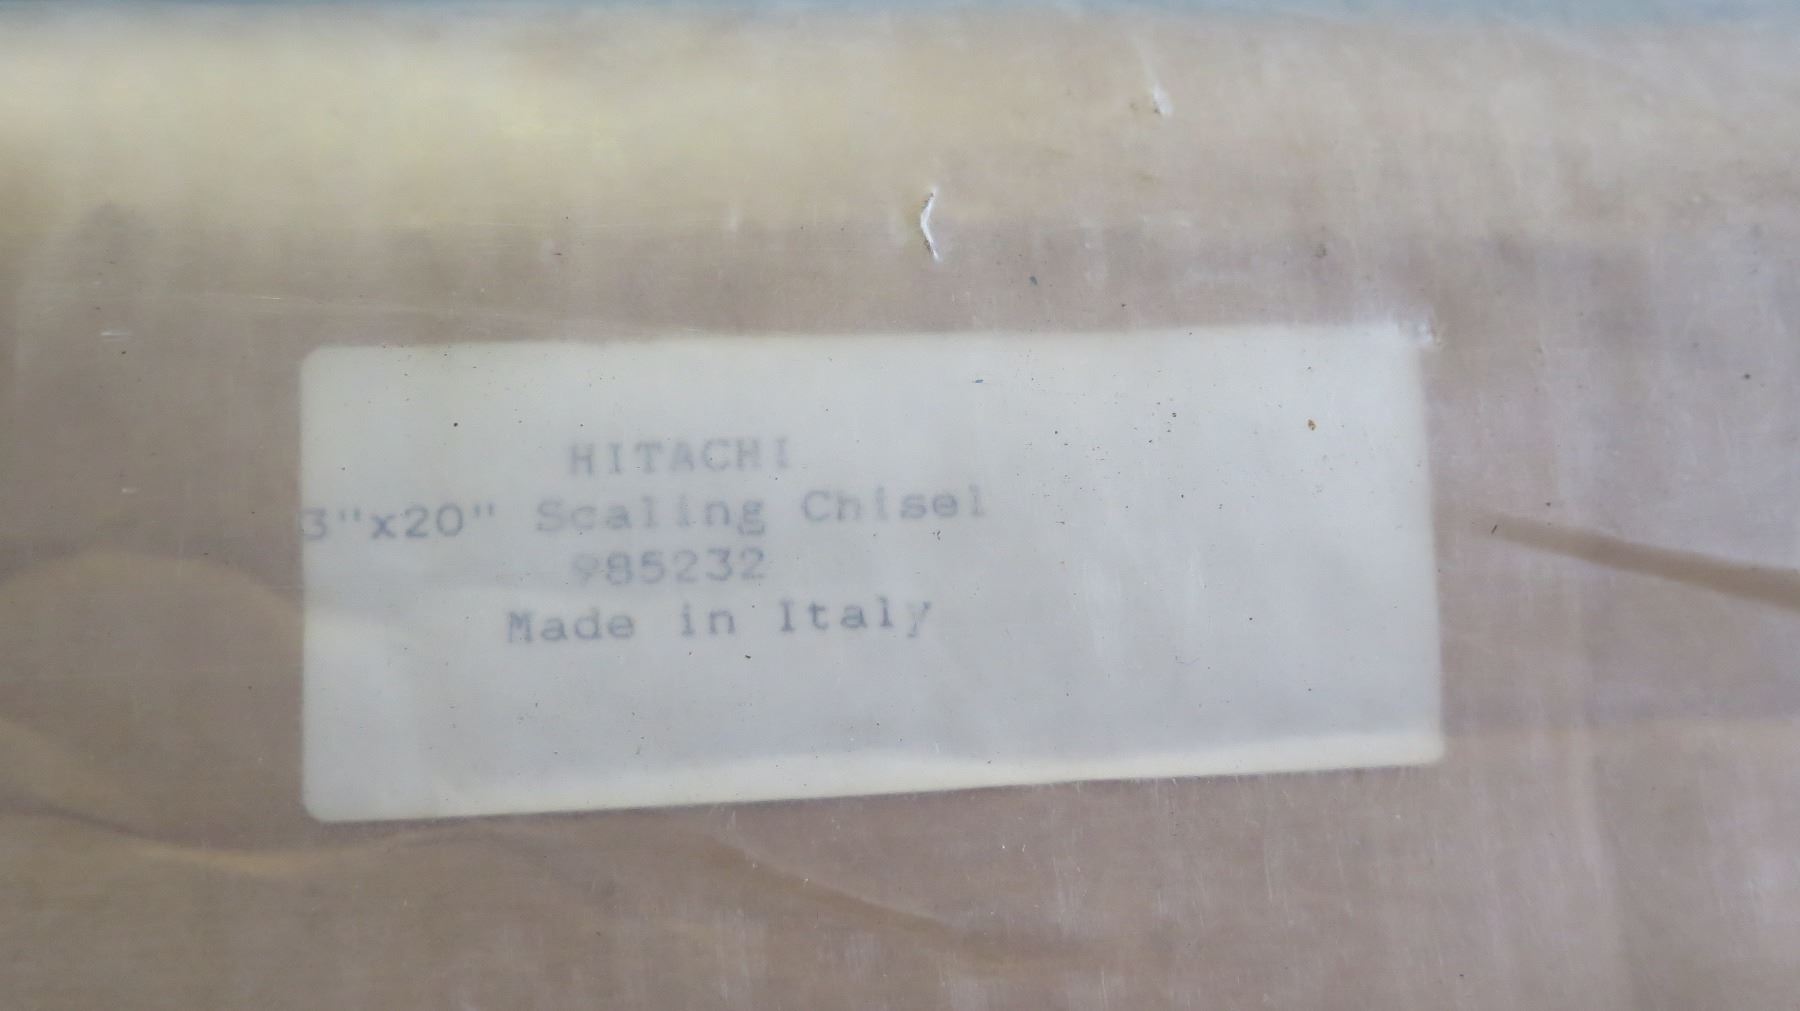 HITACHI
3"x20" Scaling Chisel
985232
Made in Italy